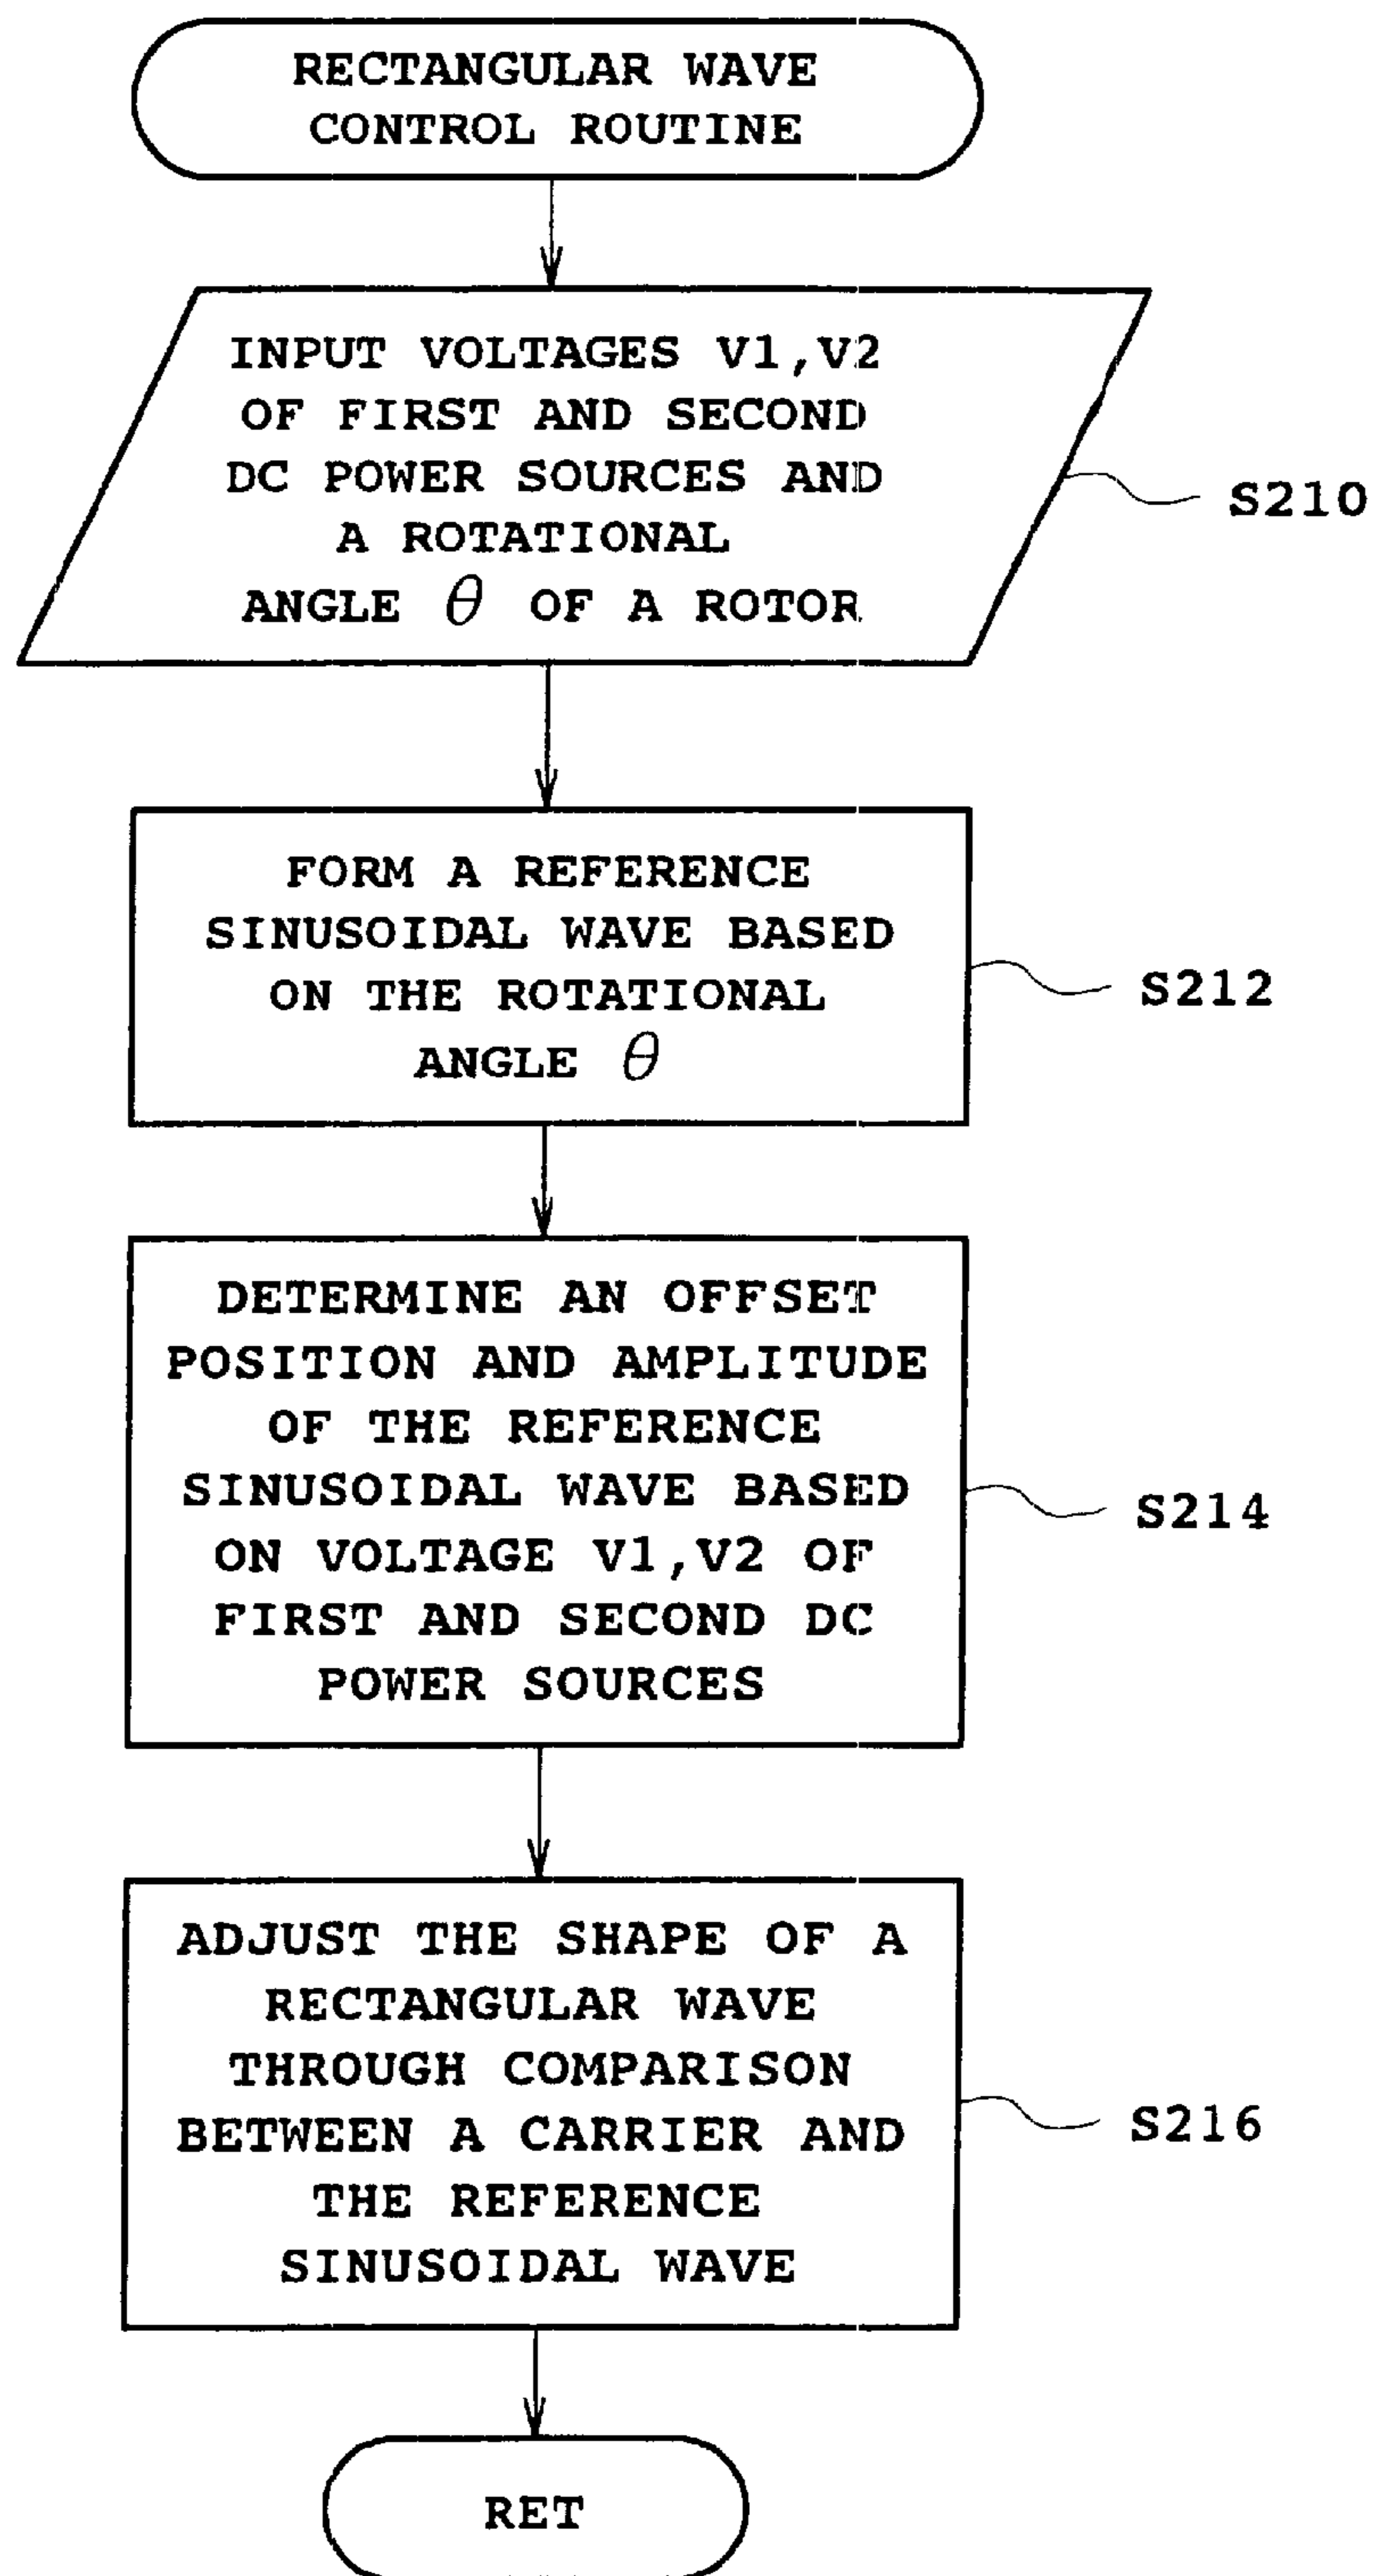 RECTANGULAR WAVE
CONTROL ROUTINE
INPUT VOLTAGES V1,V2
OF FIRST AND SECOND
DC POWER SOURCES AND
A ROTATIONAL
ANGLE θ OF A ROTOR
S210
FORM A REFERENCE
SINUSOIDAL WAVE BASED
ON THE ROTATIONAL
ANGLE θ
S212
DETERMINE AN OFFSET
POSITION AND AMPLITUDE
OF THE REFERENCE
SINUSOIDAL WAVE BASED
ON VOLTAGE V1,V2 OF
FIRST AND SECOND DC
POWER SOURCES
S214
ADJUST THE SHAPE OF A
RECTANGULAR WAVE
THROUGH COMPARISON
BETWEEN A CARRIER AND
THE REFERENCE
SINUSOIDAL WAVE
S216
RET